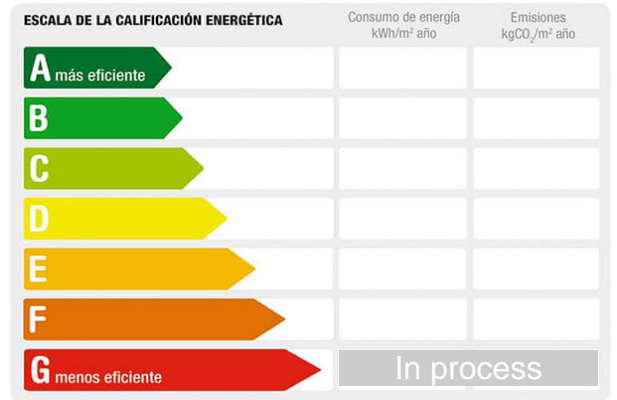 ESCALA DE LA CALIFICACIÓN ENERGÉTICA
Consumo de energía
kWh/m² año
Emisiones
kgCO₂/m² año
A más eficiente
B
C
D
E
F
G menos eficiente
In process